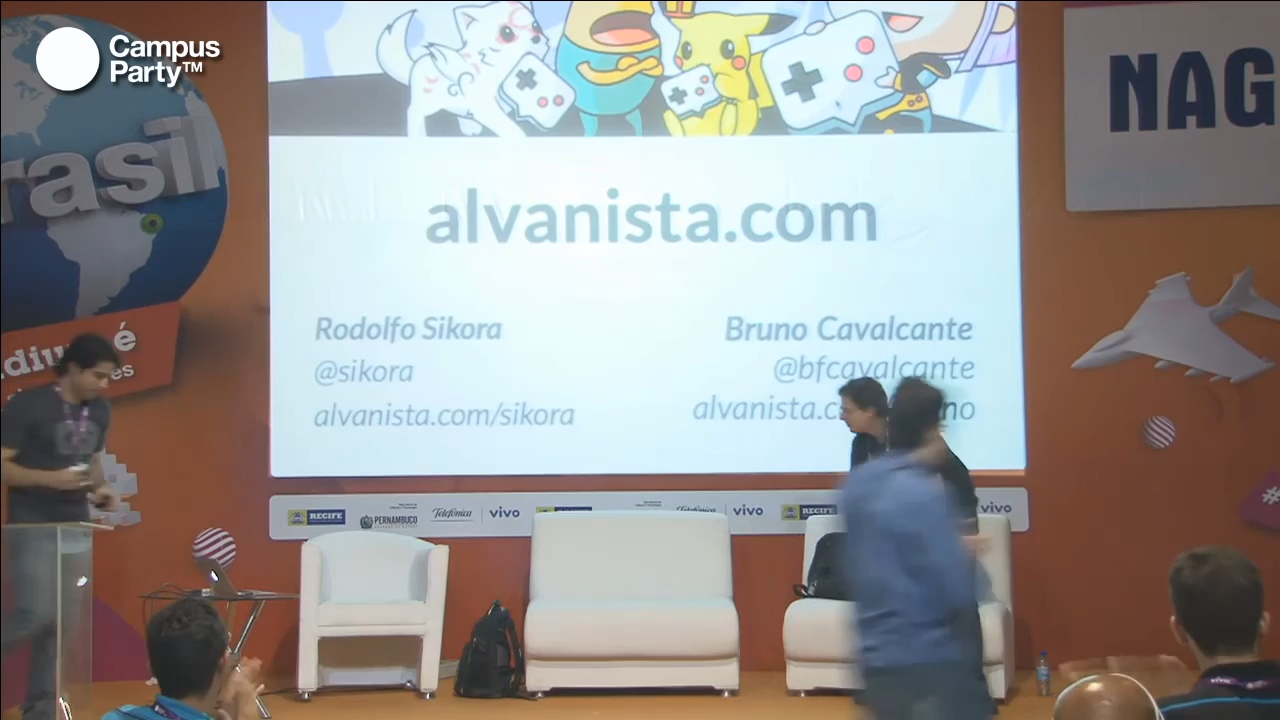 Campus
Party™
rasil
NAG
alvanista.com
Rodolfo Sikora
@sikora
alvanista.com/sikora
Bruno Cavalcante
@bfcavalcante
RECIFE
PERNAMBUCO
Telefónica
vivo
vivo
RECIFE
vivo